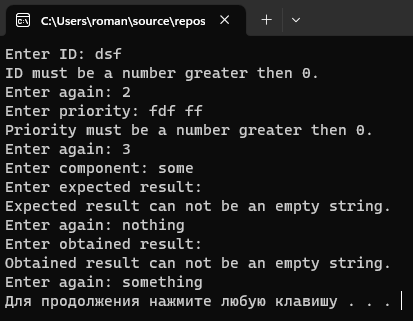 C:\Users\roman\source\repos
Enter ID: dsf
ID must be a number greater then 0.
Enter again: 2
Enter priority: fdf ff
Priority must be a number greater then 0.
Enter again: 3
Enter component: some
Enter expected result:
Expected result can not be an empty string.
Enter again: nothing
Enter obtained result:
Obtained result can not be an empty string.
Enter again: something
Для продолжения нажмите любую клавишу . . .